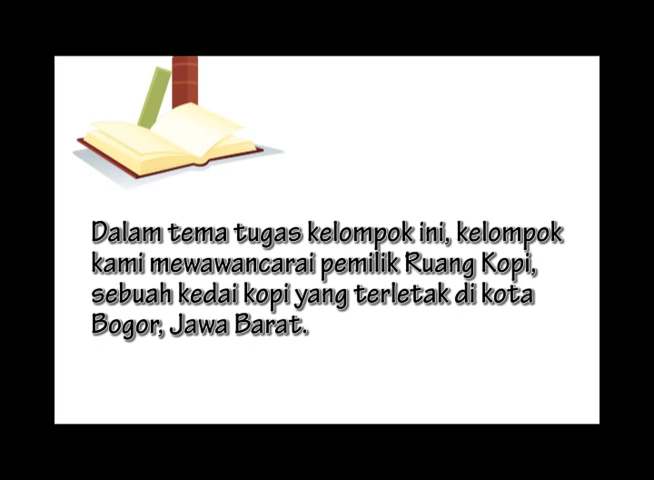 Dalam tema tugas kelompok ini, kelompok
kami mewawancarai pemilik Ruang Kopi,
sebuah kedai kopi yang terletak di kota
Bogor, Jawa Barat.